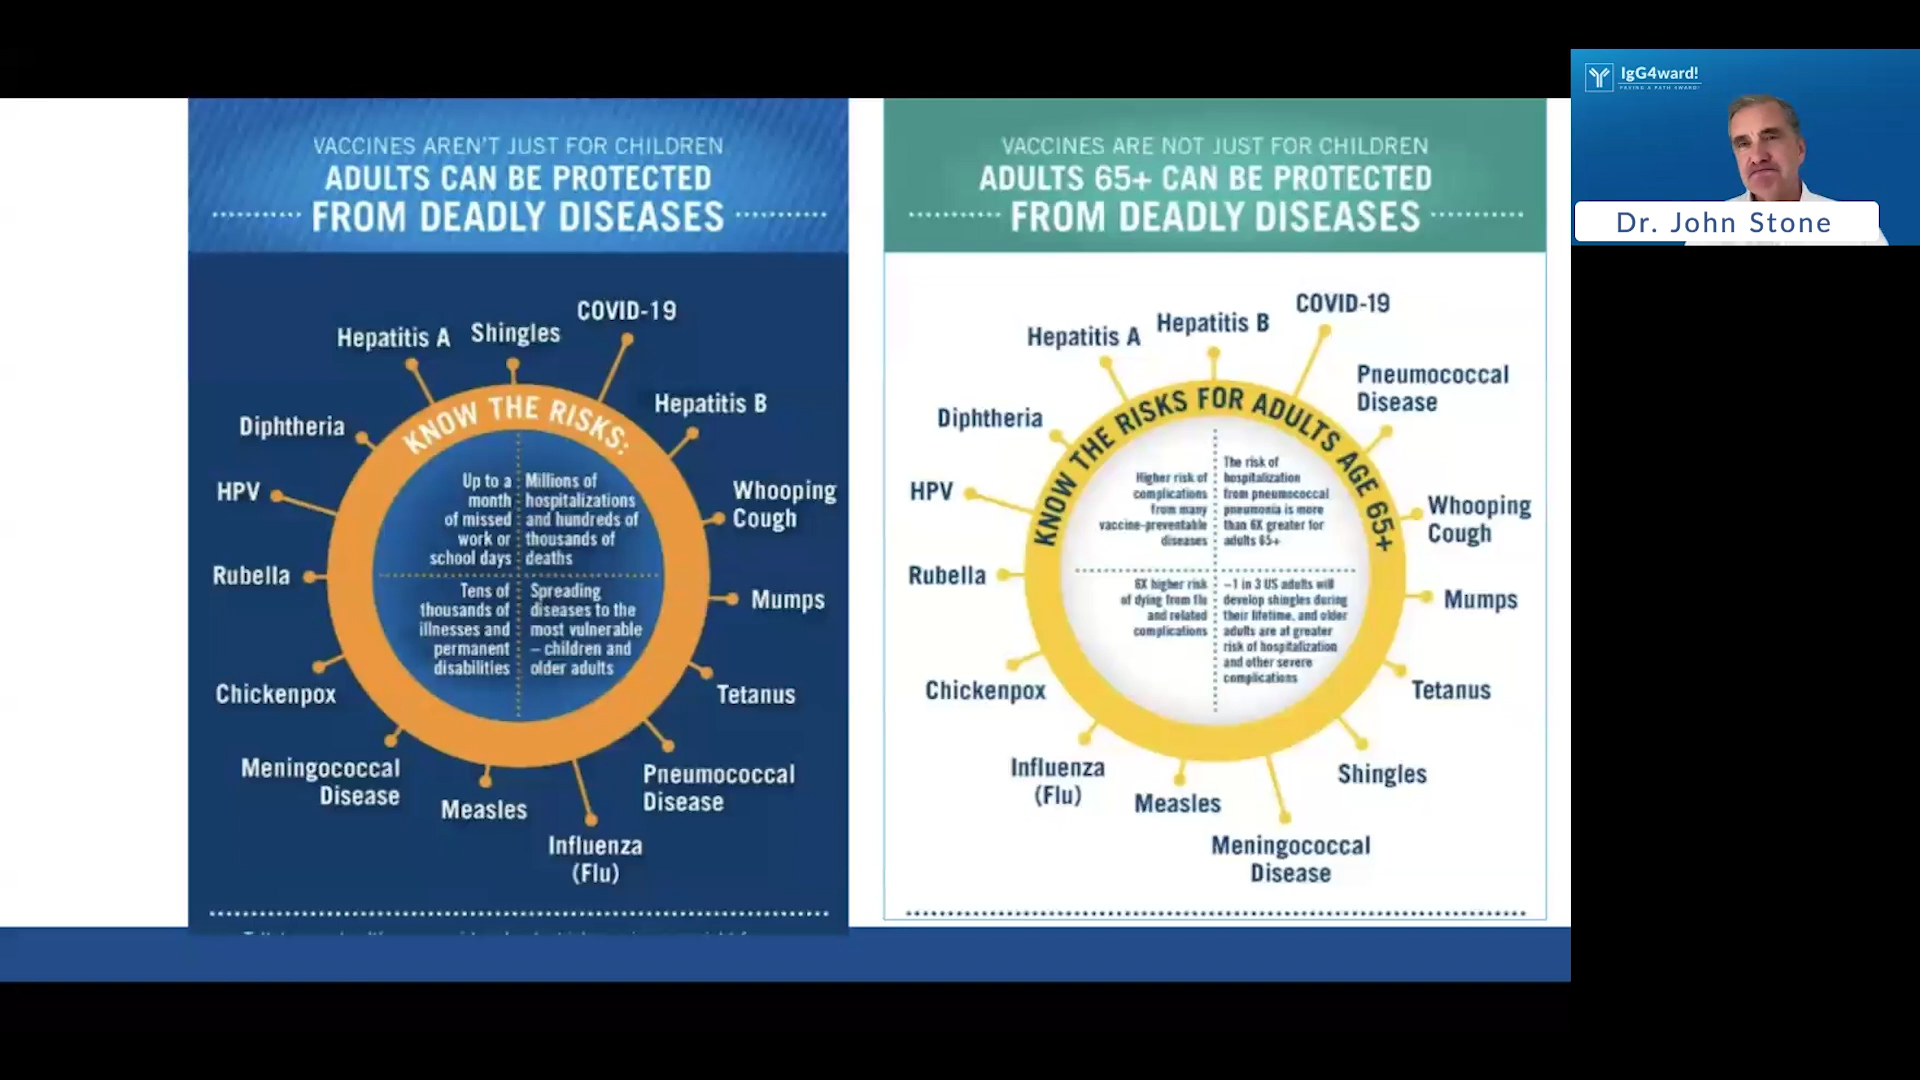 VACCINES AREN'T JUST FOR CHILDREN
ADULTS CAN BE PROTECTED
FROM DEADLY DISEASES
COVID-19
Shingles
Hepatitis A
Hepatitis B
Diphtheria
HPV
Whooping
Cough
Rubella
Mumps
Chickenpox
Tetanus
Meningococcal
Disease
Pneumococcal
Disease
Measles
Influenza
(Flu)
KNOW THE RISKS:
Up to a
month
of missed
work or
school days
Millions of
hospitalizations
and hundreds of
thousands of
deaths
Tens of
thousands of
illnesses and
permanent
disabilities
Spreading
diseases to the
most vulnerable
– children and
older adults
VACCINES ARE NOT JUST FOR CHILDREN
ADULTS 65+ CAN BE PROTECTED
FROM DEADLY DISEASES
COVID-19
Hepatitis B
Hepatitis A
Pneumococcal
Disease
Diphtheria
HPV
Whooping
Cough
Rubella
Mumps
Chickenpox
Tetanus
Influenza
(Flu)
Shingles
Measles
Meningococcal
Disease
KNOW THE RISKS FOR ADULTS AGE 65+
Higher risk of
complications
from many
vaccine-preventable
diseases
The risk of
hospitalization
from pneumococcal
pneumonia is more
than 6X greater for
adults 65+
6X higher risk
of dying from flu
and related
complications
~1 in 3 US adults will
develop shingles during
their lifetime, and older
adults are at greater
risk of hospitalization
and other severe
complications
IgG4ward!
PAVING A PATH AWARD!
Dr. John Stone